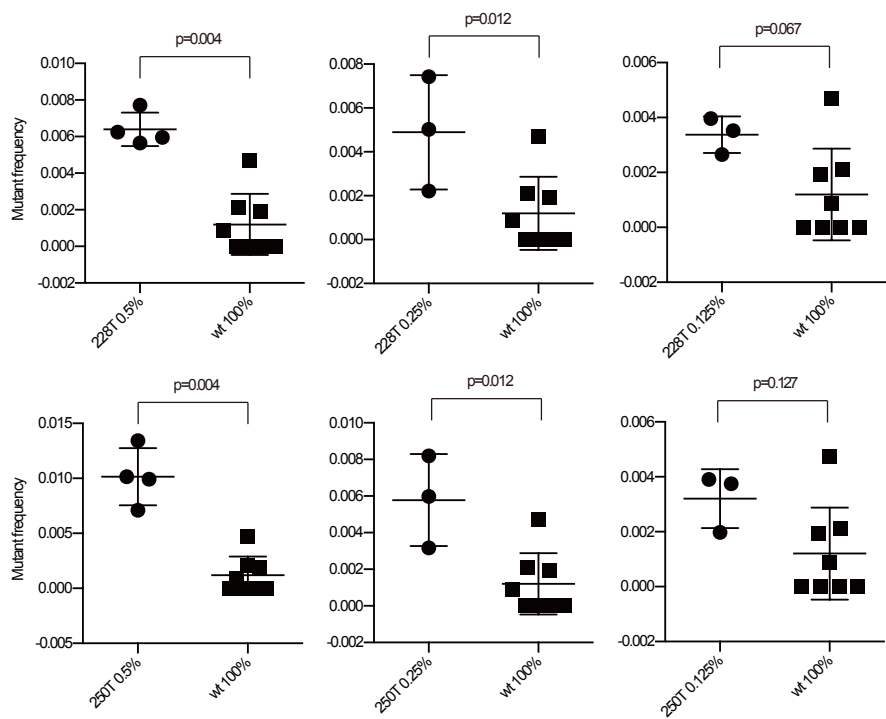 p=0.004
0.010
0.008
0.006
0.004
0.002
0.000
-0.002
Mutant frequency
228T 0.5%
wt 100%
p=0.012
0.008
0.006
0.004
0.002
0.000
-0.002
228T 0.25%
wt 100%
p=0.067
0.006
0.004
0.002
0.000
-0.002
228T 0.125%
wt 100%
p=0.004
0.015
0.010
0.005
0.000
-0.005
Mutant frequency
250T 0.5%
wt 100%
p=0.012
0.010
0.008
0.006
0.004
0.002
0.000
-0.002
250T 0.25%
wt 100%
p=0.127
0.006
0.004
0.002
0.000
-0.002
250T 0.125%
wt 100%